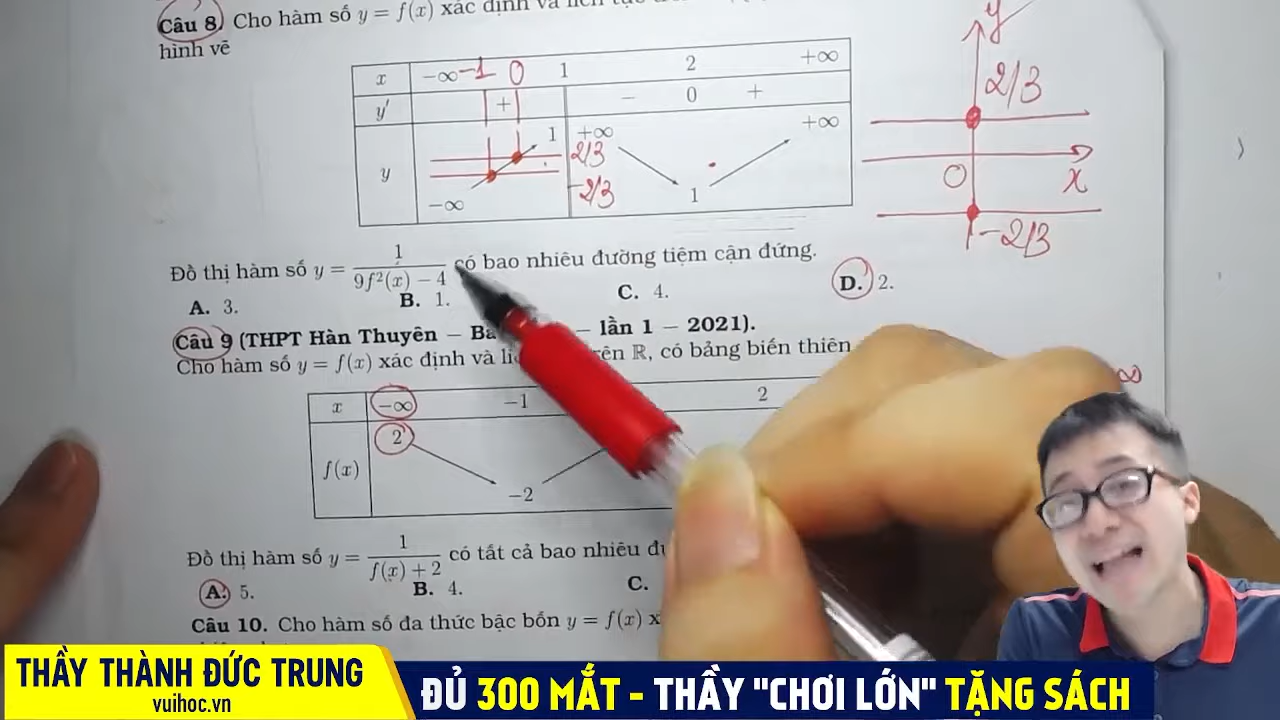 Câu 8. Cho hàm số y = f(x) xác định và liên tục
hình vẽ
x −∞ −1 0 1 2 +∞
y' + − 0 +
y −∞ 1 +∞ 1 +∞
2/3
−2/3
y
2/3
O x
−2/3
Đồ thị hàm số y = 1/(9f²(x) − 4) có bao nhiêu đường tiệm cận đứng.
A. 3. B. 1. C. 4. D. 2.
Câu 9 (THPT Hàn Thuyên − − lần 1 − 2021).
Cho hàm số y = f(x) xác định và trên ℝ, có bảng biến thiên
x −∞ −1 2 ∞
f(x) 2 −2
Đồ thị hàm số y = 1/(f(x) + 2) có tất cả bao nhiêu
A. 5. B. 4. C.
Câu 10. Cho hàm số đa thức bậc bốn y = f(x)
THẦY THÀNH ĐỨC TRUNG
vuihoc.vn
ĐỦ 300 MẮT - THẦY "CHƠI LỚN" TẶNG SÁCH